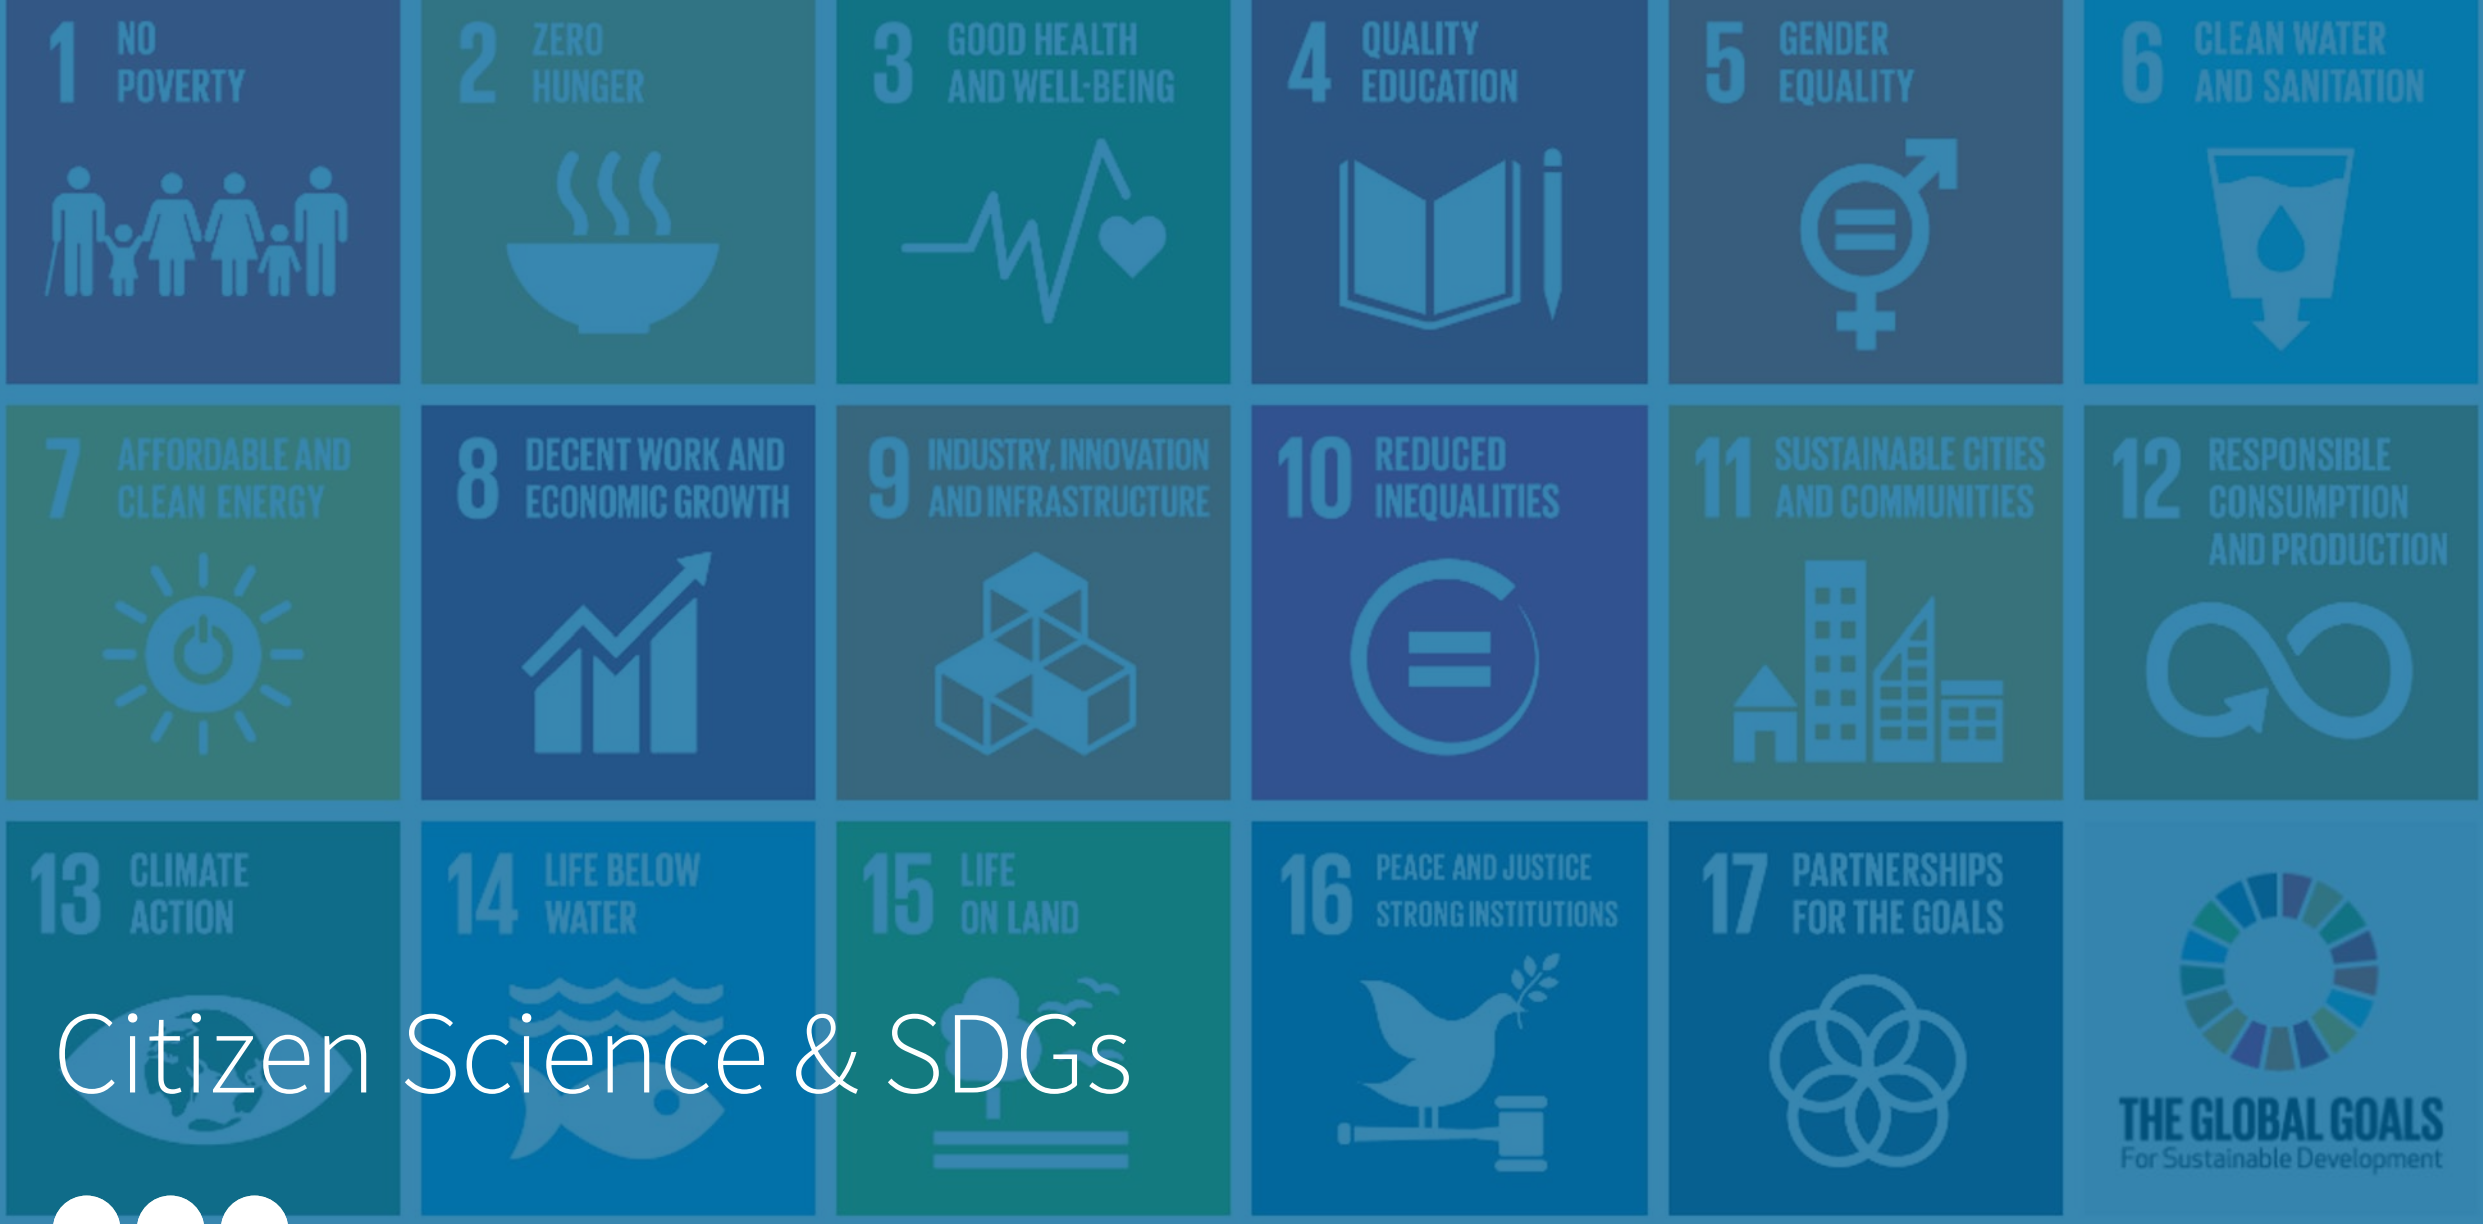 1 NO
POVERTY
2 ZERO
HUNGER
3 GOOD HEALTH
AND WELL-BEING
4 QUALITY
EDUCATION
5 GENDER
EQUALITY
6 CLEAN WATER
AND SANITATION
7 AFFORDABLE AND
CLEAN ENERGY
8 DECENT WORK AND
ECONOMIC GROWTH
9 INDUSTRY, INNOVATION
AND INFRASTRUCTURE
10 REDUCED
INEQUALITIES
11 SUSTAINABLE CITIES
AND COMMUNITIES
12 RESPONSIBLE
CONSUMPTION
AND PRODUCTION
13 CLIMATE
ACTION
14 LIFE BELOW
WATER
15 LIFE
ON LAND
16 PEACE AND JUSTICE
STRONG INSTITUTIONS
17 PARTNERSHIPS
FOR THE GOALS
Citizen Science & SDGs
THE GLOBAL GOALS
For Sustainable Development